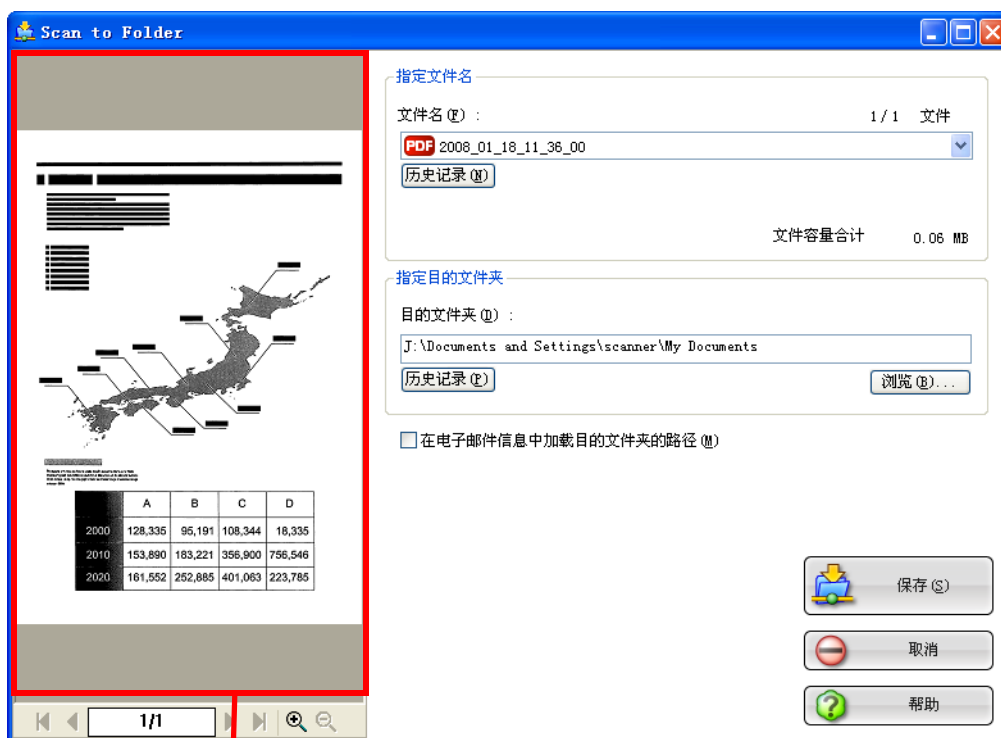 Scan to Folder
指定文件名
文件名(F) :
1/1 文件
PDF 2008_01_18_11_36_00
历史记录(N)
文件容量合计 0.06 MB
指定目的文件夹
目的文件夹(D) :
J:\Documents and Settings\scanner\My Documents
历史记录(P)
浏览(B)...
在电子邮件信息中加载目的文件夹的路径(M)
A B C D
2000 128,335 95,191 108,344 18,335
2010 153,890 183,221 356,900 756,546
2020 161,552 252,885 401,063 223,785
保存(S)
取消
帮助
1/1